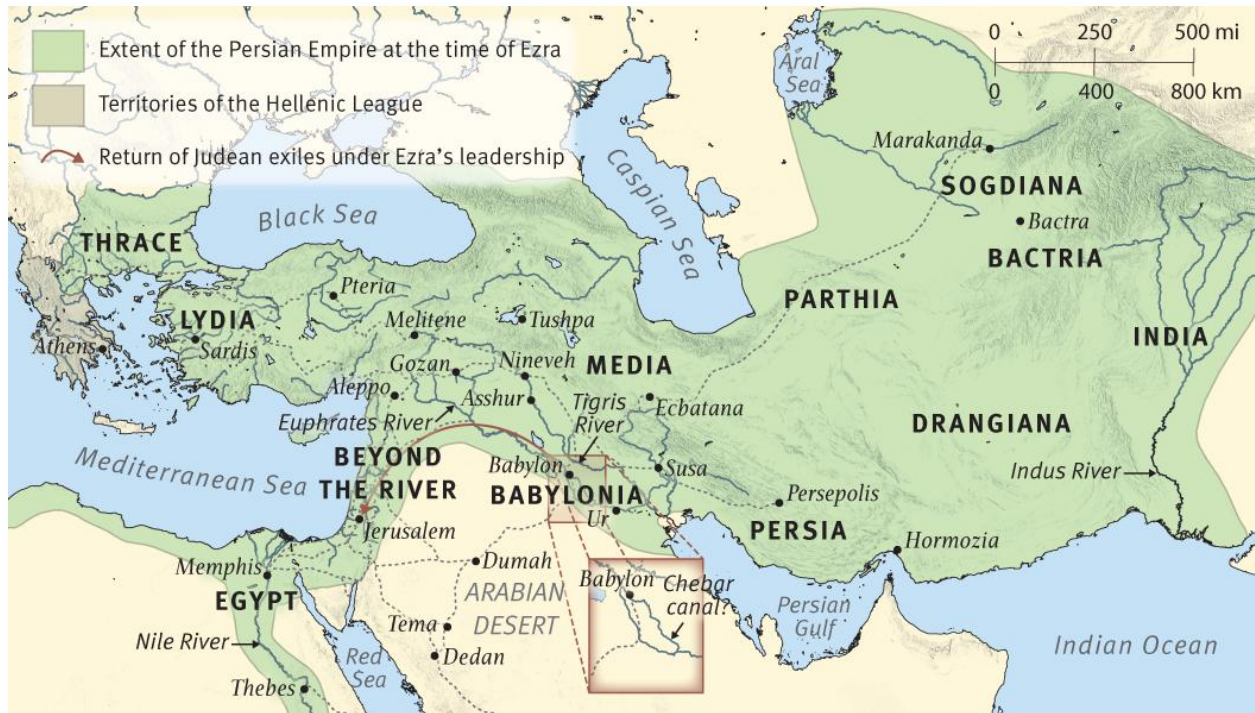 Extent of the Persian Empire at the time of Ezra
Territories of the Hellenic League
Return of Judean exiles under Ezra's leadership
0 250 500 mi
0 400 800 km
Aral
Sea
Marakanda
SOGDIANA
Bactra
BACTRIA
Caspian Sea
Black Sea
THRACE
Pteria
PARTHIA
LYDIA
Melitene
Tushpa
INDIA
Athens
Sardis
Gozan
Nineveh
MEDIA
Aleppo
Asshur
Tigris
River
Ecbatana
Euphrates River
DRANGIANA
Mediterranean Sea
BEYOND
THE RIVER
Babylon
BABYLONIA
Susa
Indus River
Ur
Persepolis
PERSIA
Jerusalem
Hormozia
Memphis
EGYPT
Dumah
ARABIAN
DESERT
Babylon
Chebar
canal?
Persian
Gulf
Nile River
Tema
Dedan
Red
Sea
Indian Ocean
Thebes